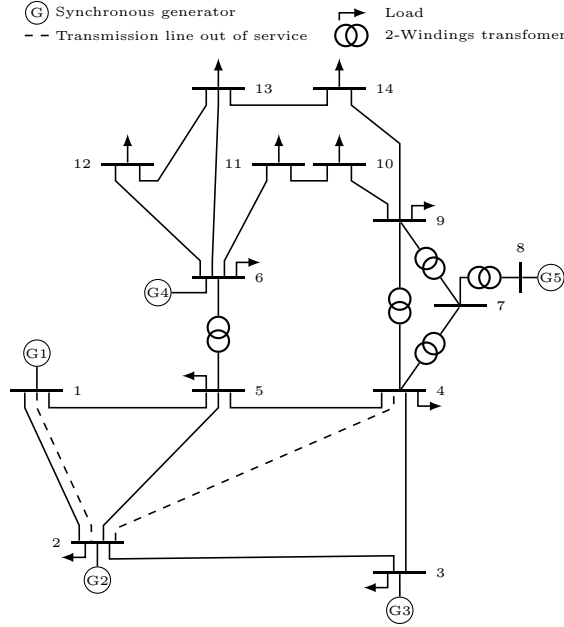 G Synchronous generator
Load
Transmission line out of service
2-Windings transfomer
13
14
12
11
10
9
8
6
G4
7
G5
G1
1
5
4
2
G2
3
G3